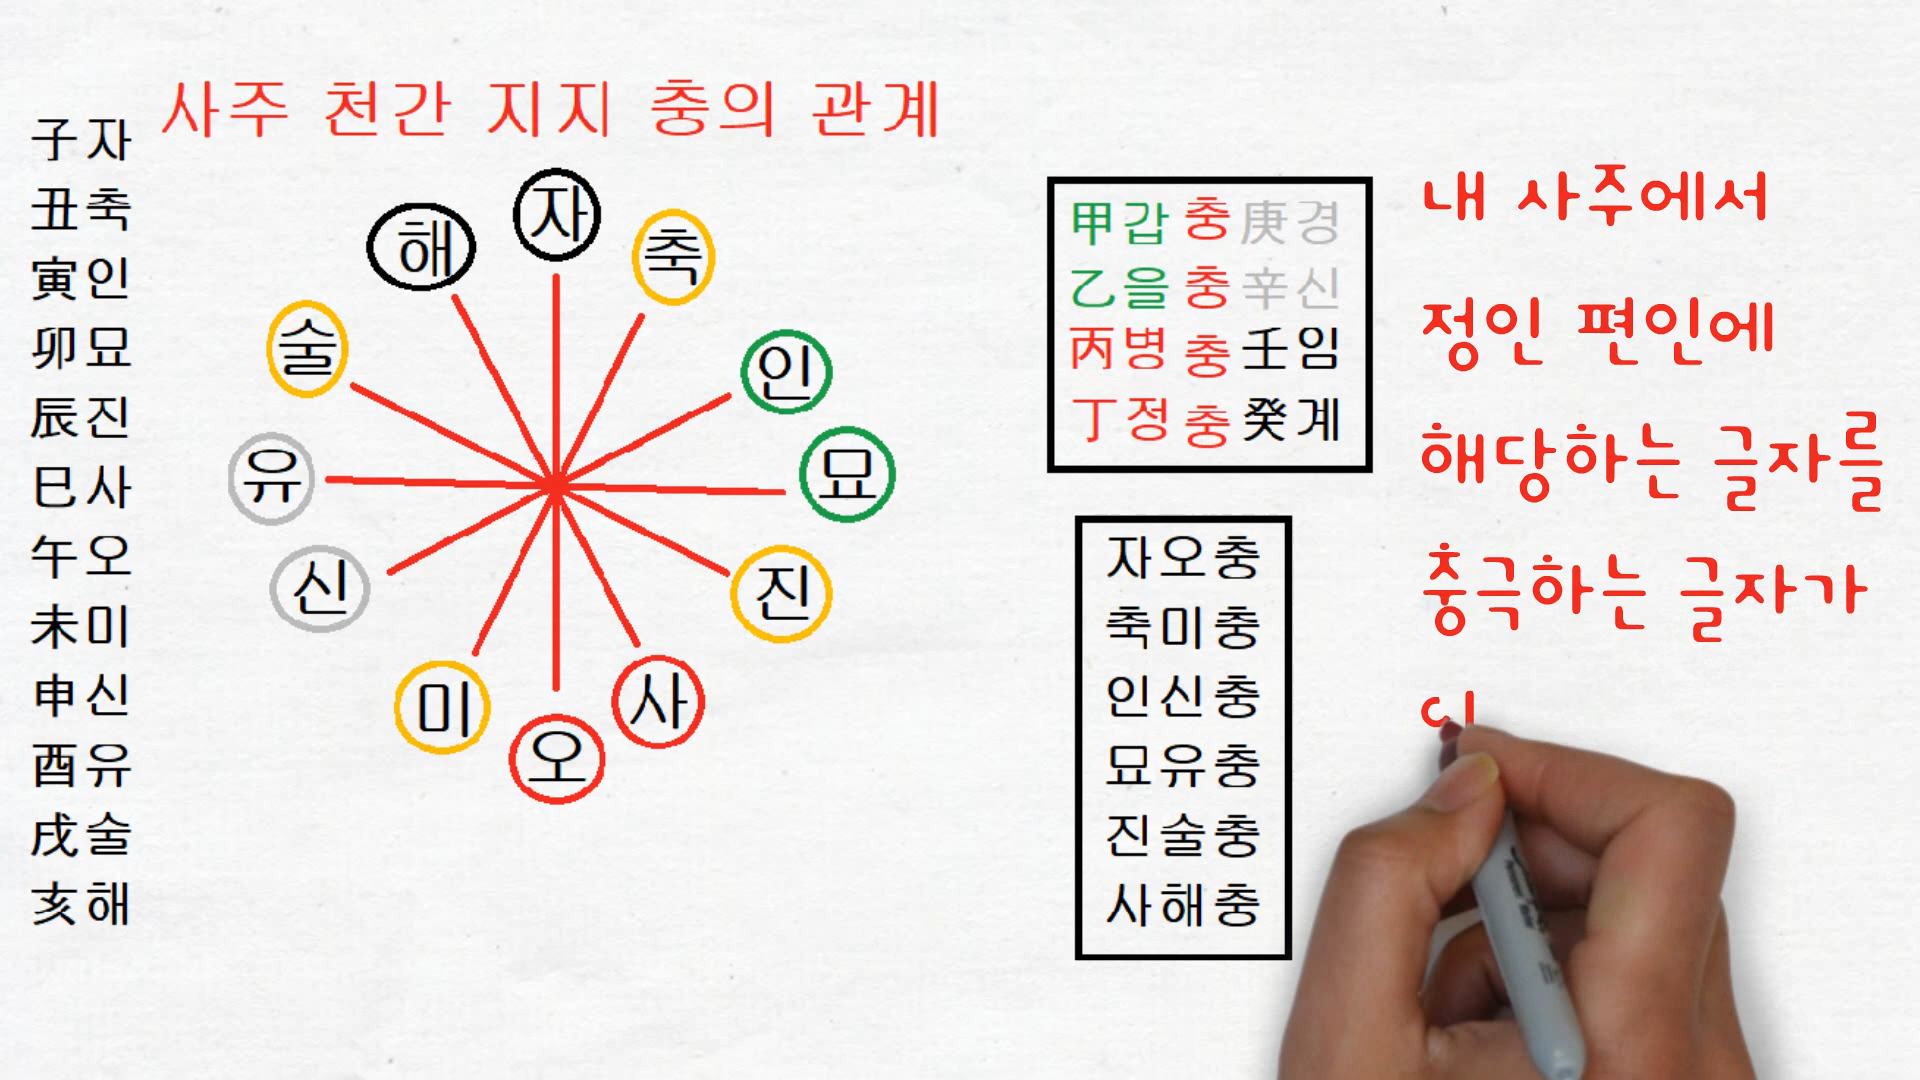 사주 천간 지지 충의 관계
子자
丑축
寅인
卯묘
辰진
巳사
午오
未미
申신
酉유
戌술
亥해
자
축
인
묘
진
사
오
미
신
유
술
해
甲갑 충 庚경
乙을 충 辛신
丙병 충 壬임
丁정 충 癸계
자오충
축미충
인신충
묘유충
진술충
사해충
내 사주에서
정인 편인에
해당하는 글자를
충극하는 글자가